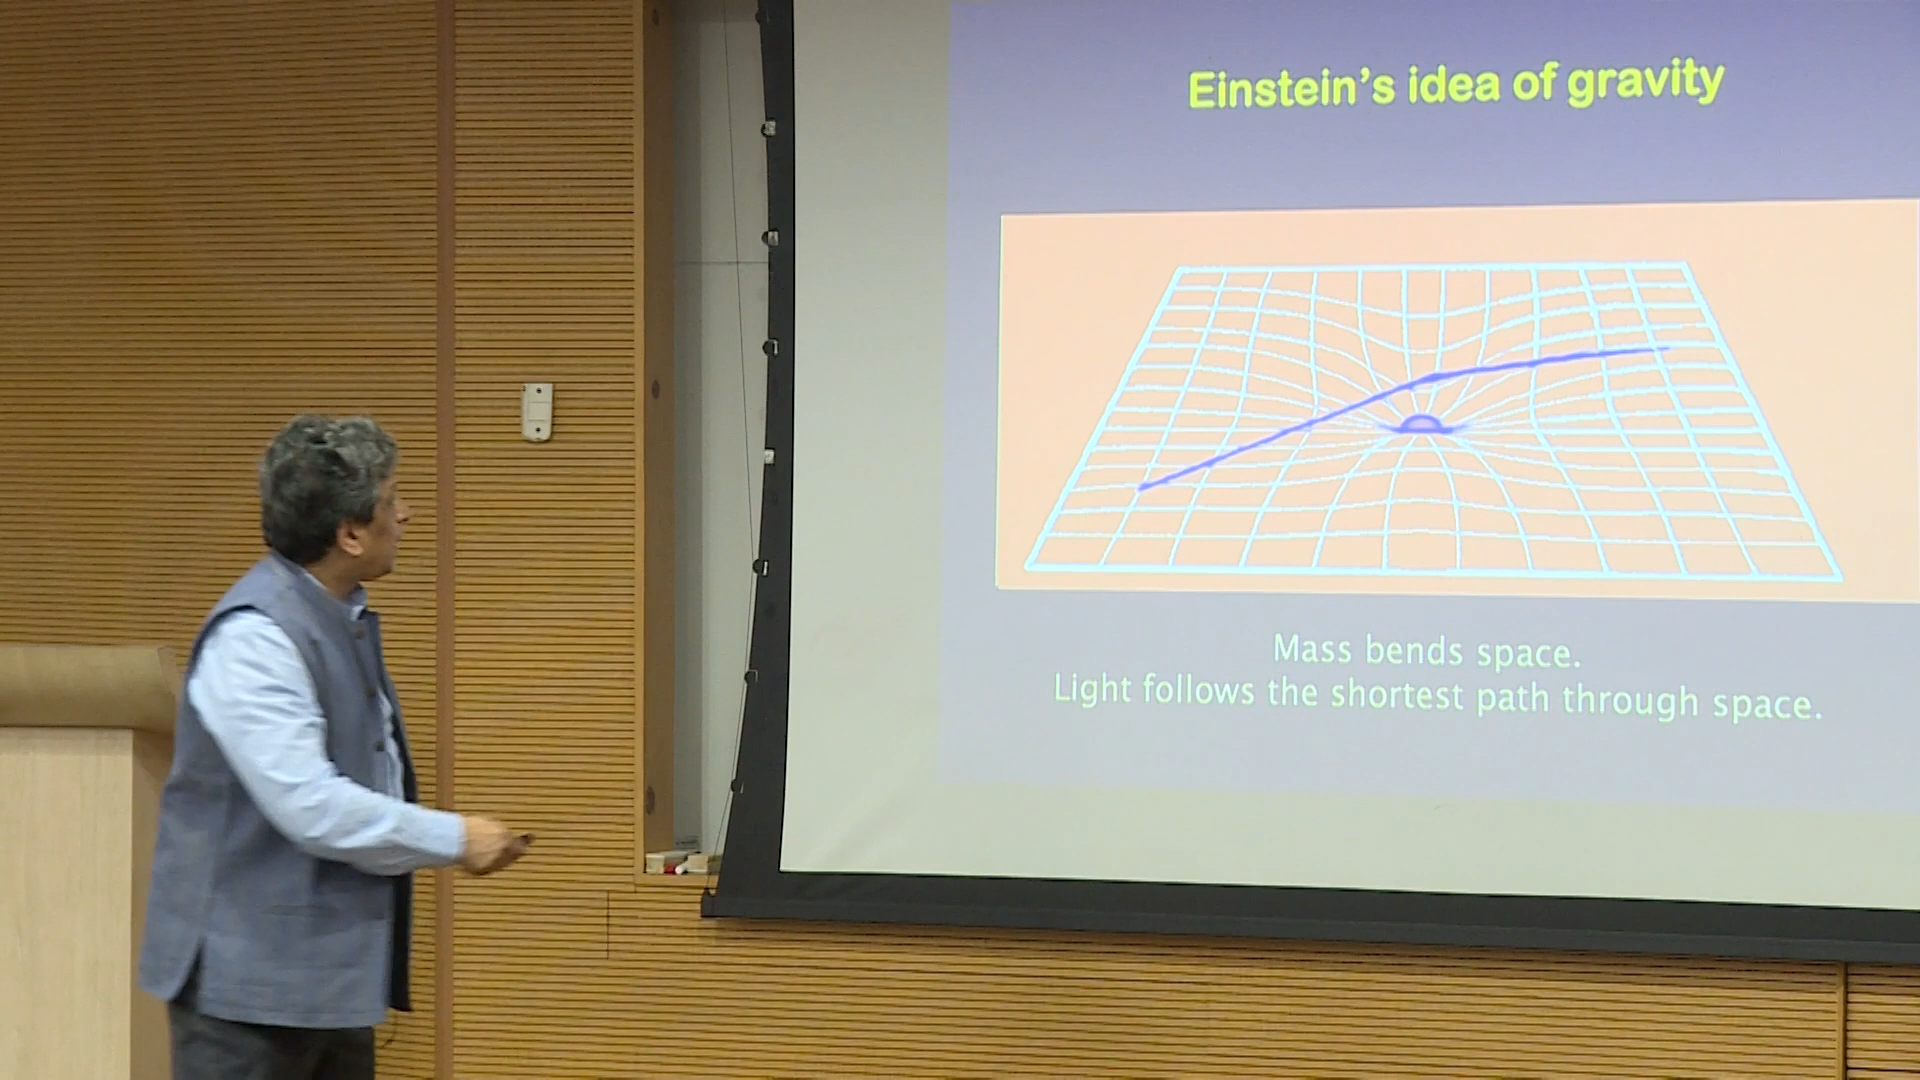 Einstein's idea of gravity
Mass bends space.
Light follows the shortest path through space.